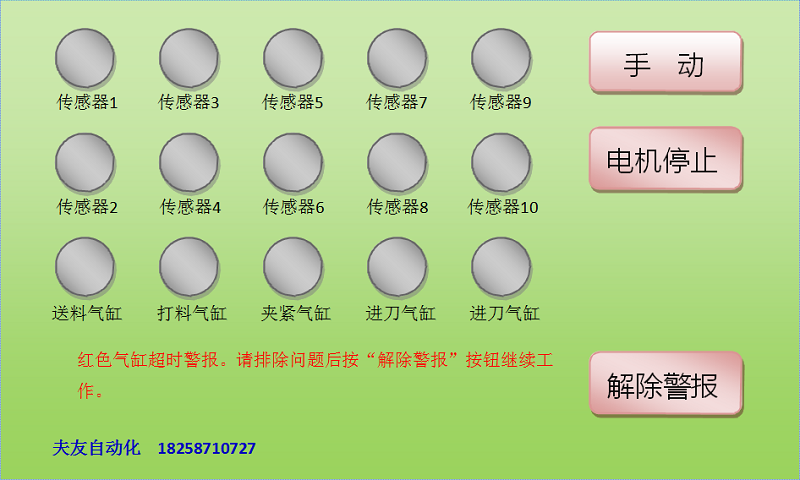 手 动
传感器1 传感器3 传感器5 传感器7 传感器9
电机停止
传感器2 传感器4 传感器6 传感器8 传感器10
送料气缸 打料气缸 夹紧气缸 进刀气缸 进刀气缸
红色气缸超时警报。请排除问题后按“解除警报”按钮继续工
作。
解除警报
夫友自动化 18258710727